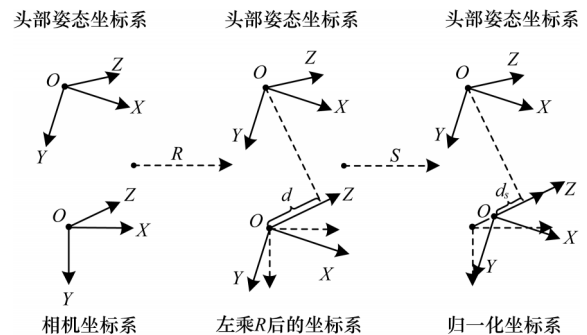 头部姿态坐标系 头部姿态坐标系 头部姿态坐标系
O Z X Y
O Z X Y
O Z X Y
R S
O Z X Y
d O Z X Y
dₛ O Z X Y
相机坐标系 左乘R后的坐标系 归一化坐标系